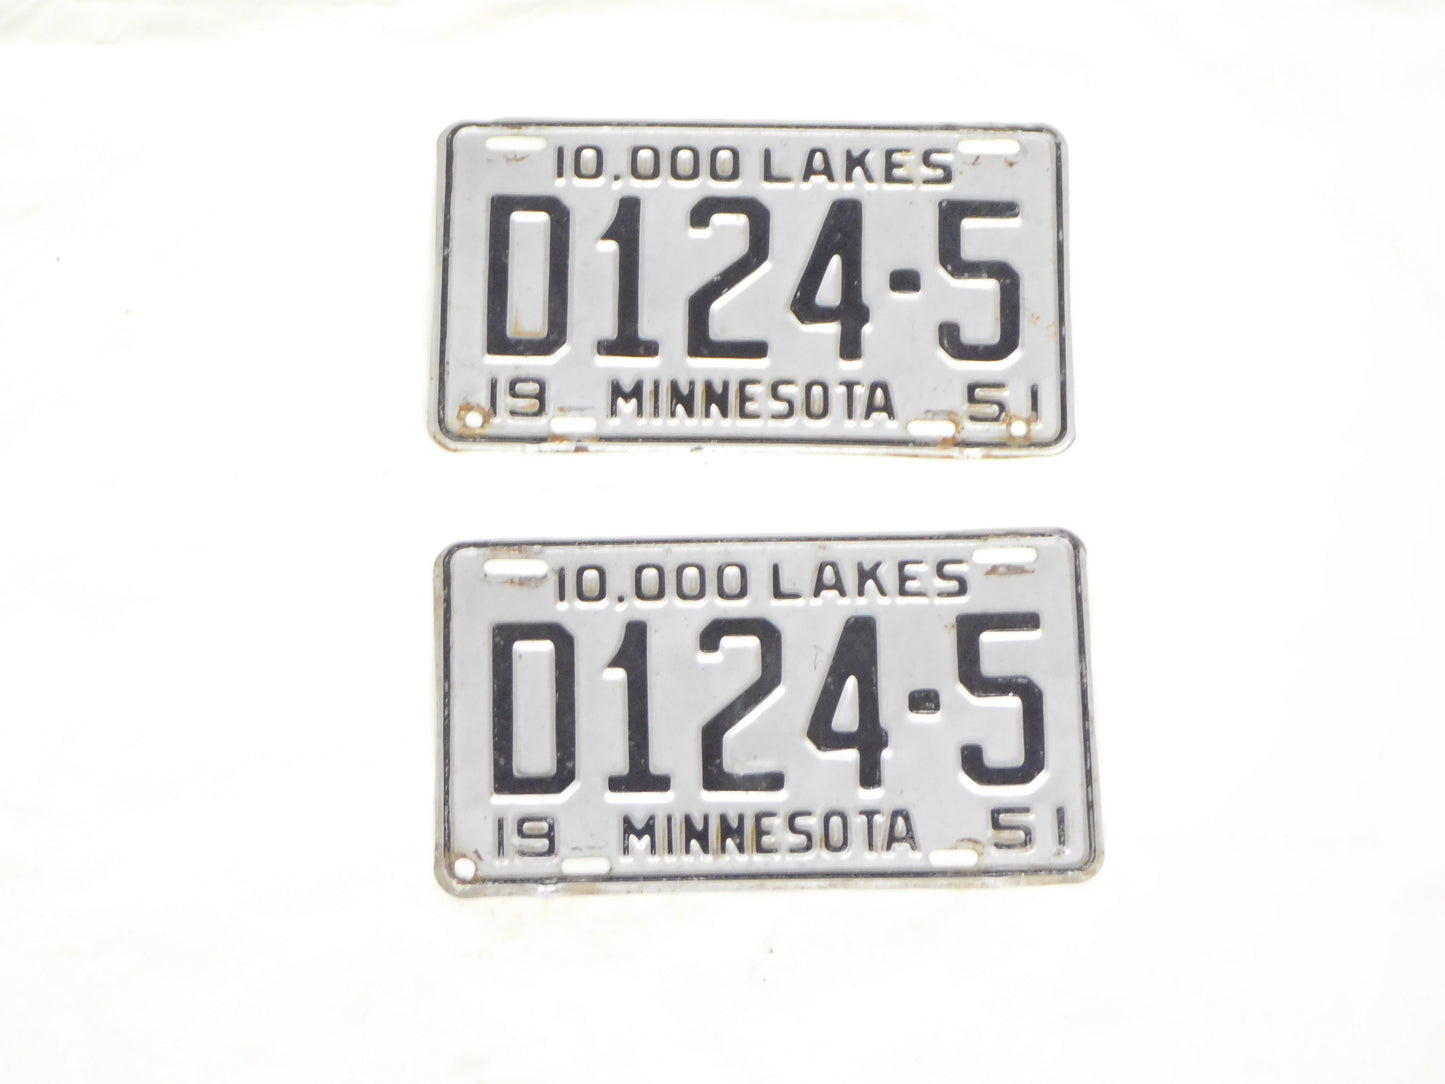 10,000 LAKES
D124-5
19 MINNESOTA 51
10,000 LAKES
D124-5
19 MINNESOTA 51